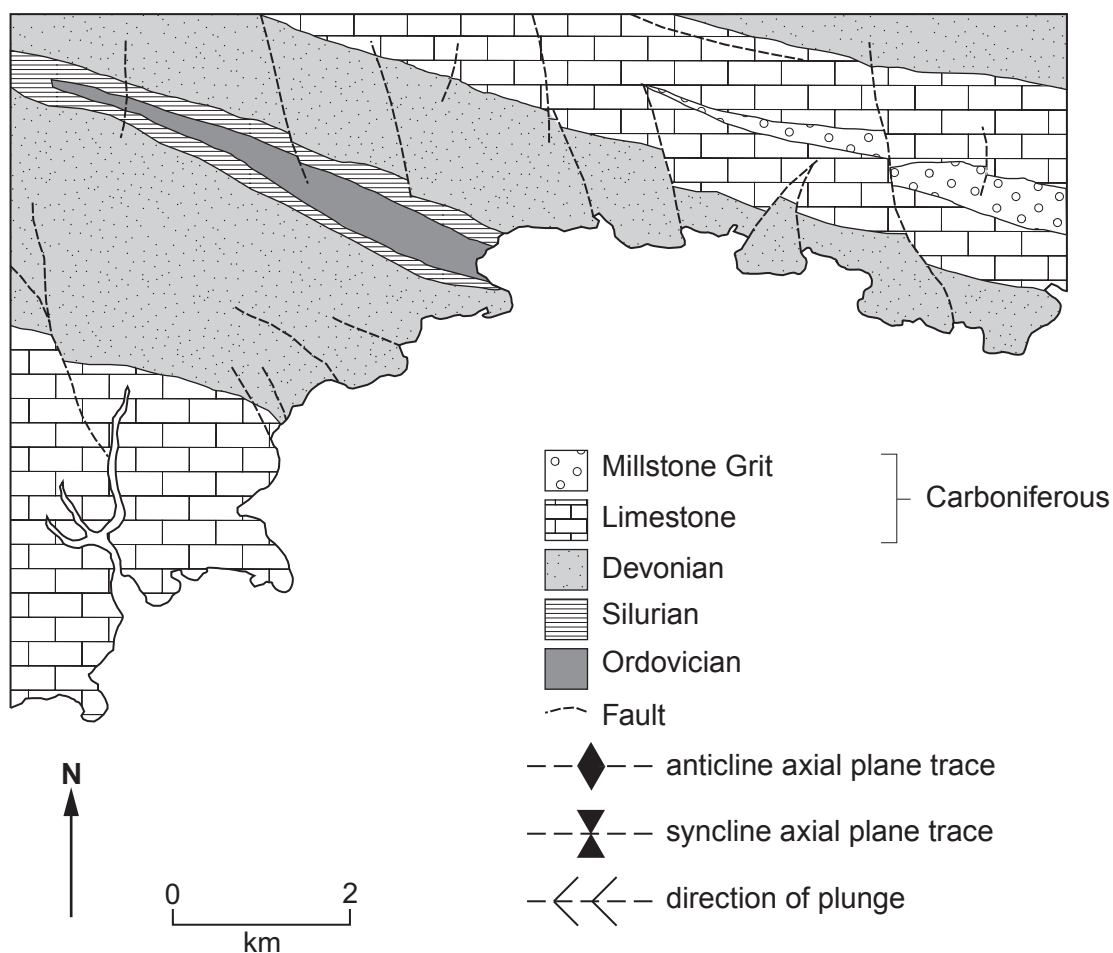 Millstone Grit
Limestone
Carboniferous
Devonian
Silurian
Ordovician
Fault
anticline axial plane trace
syncline axial plane trace
direction of plunge
N
0 2
km